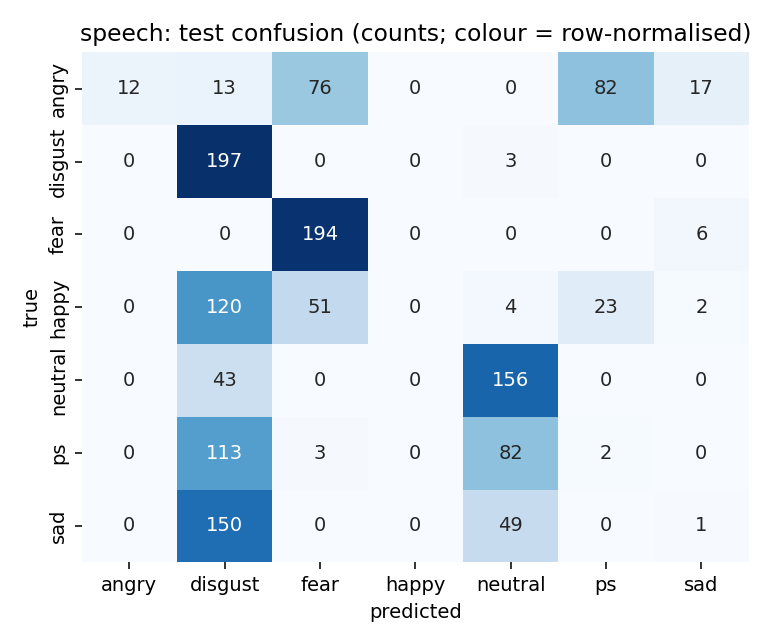 speech: test confusion (counts; colour = row-normalised)
angry 12 13 76 0 0 82 17
disgust 0 197 0 0 3 0 0
fear 0 0 194 0 0 0 6
happy 0 120 51 0 4 23 2
neutral 0 43 0 0 156 0 0
ps 0 113 3 0 82 2 0
sad 0 150 0 0 49 0 1
true
angry disgust fear happy neutral ps sad
predicted